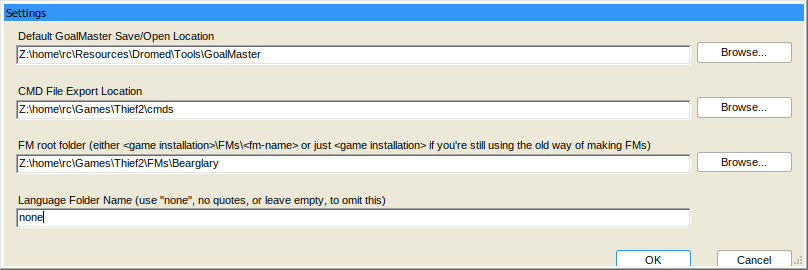 Settings
Default GoalMaster Save/Open Location
Z:\home\rc\Resources\Dromed\Tools\GoalMaster
Browse...
CMD File Export Location
Z:\home\rc\Games\Thief2\cmds
Browse...
FM root folder (either <game installation>\FMs\<fm-name> or just <game installation> if you're still using the old way of making FMs)
Z:\home\rc\Games\Thief2\FMs\Bearglary
Browse...
Language Folder Name (use "none", no quotes, or leave empty, to omit this)
none
OK
Cancel